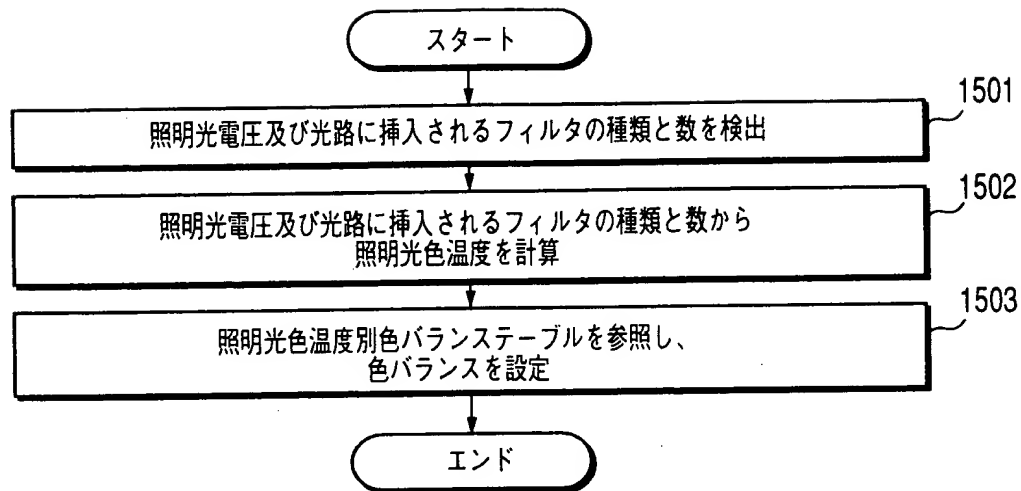 スタート
1501
照明光電圧及び光路に挿入されるフィルタの種類と数を検出
1502
照明光電圧及び光路に挿入されるフィルタの種類と数から
照明光色温度を計算
1503
照明光色温度別色バランステーブルを参照し、
色バランスを設定
エンド